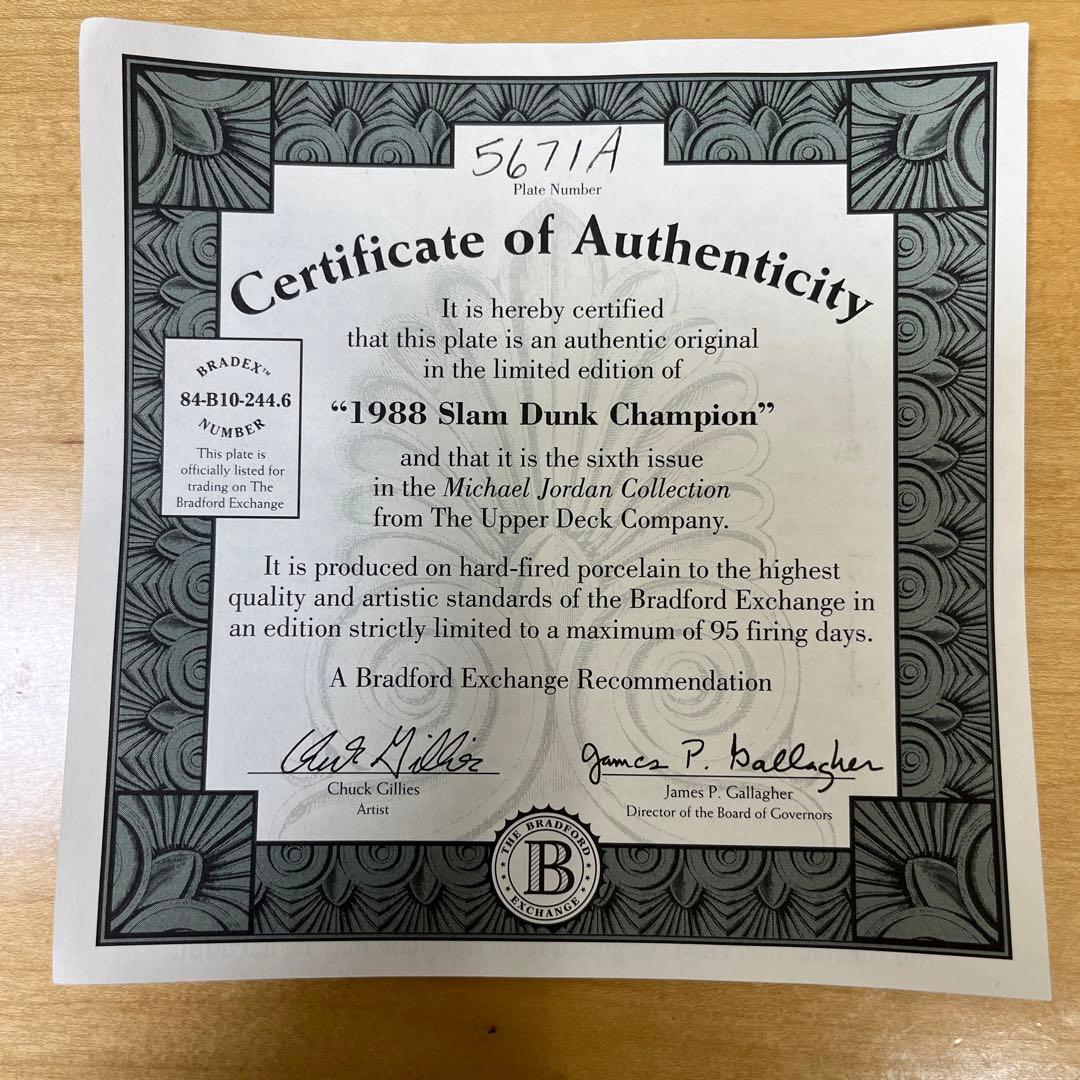 5671A
Plate Number
Certificate of Authenticity
It is hereby certified
that this plate is an authentic original
in the limited edition of
“1988 Slam Dunk Champion”
and that it is the sixth issue
in the Michael Jordan Collection
from The Upper Deck Company.
BRADEX™
84-B10-244.6
NUMBER
This plate is
officially listed for
trading on The
Bradford Exchange
It is produced on hard-fired porcelain to the highest
quality and artistic standards of the Bradford Exchange in
an edition strictly limited to a maximum of 95 firing days.
A Bradford Exchange Recommendation
Chuck Gillies
Chuck Gillies
Artist
James P. Gallagher
James P. Gallagher
Director of the Board of Governors
THE BRADFORD
B
EXCHANGE